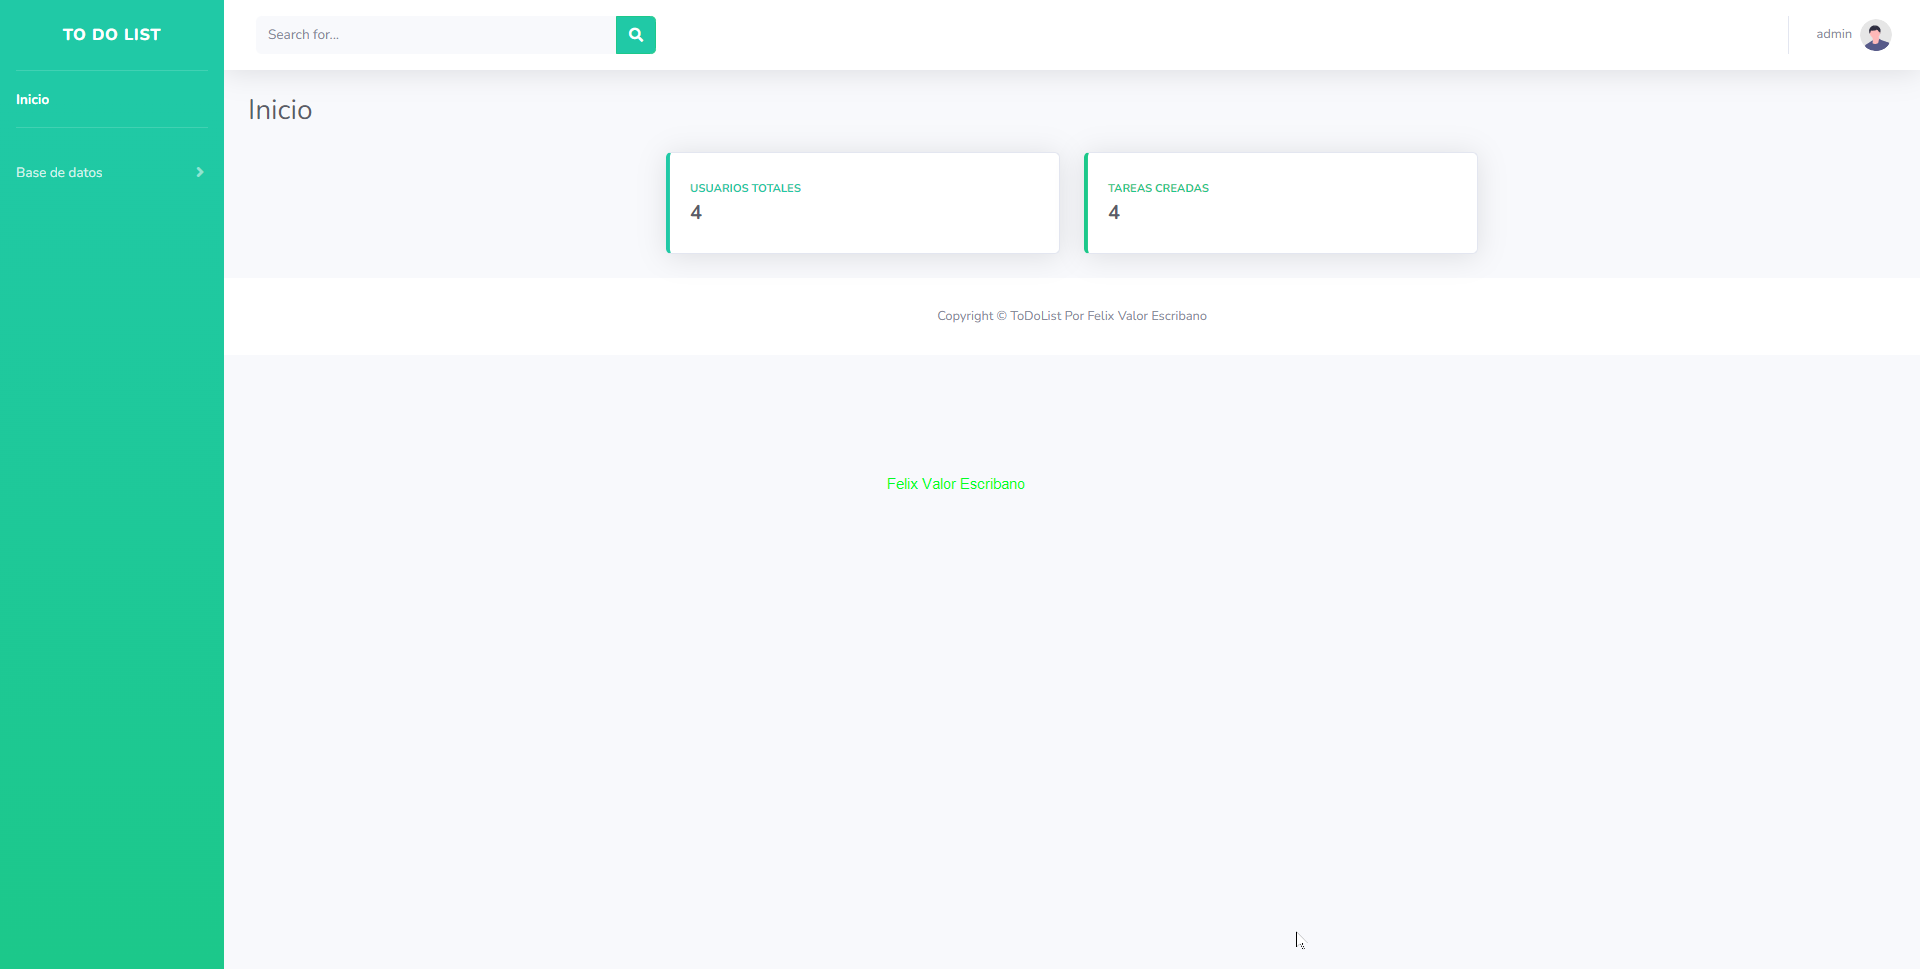 TO DO LIST
Inicio
Base de datos
Search for...
admin
Inicio
USUARIOS TOTALES
4
TAREAS CREADAS
4
Copyright © ToDoList Por Felix Valor Escribano
Felix Valor Escribano